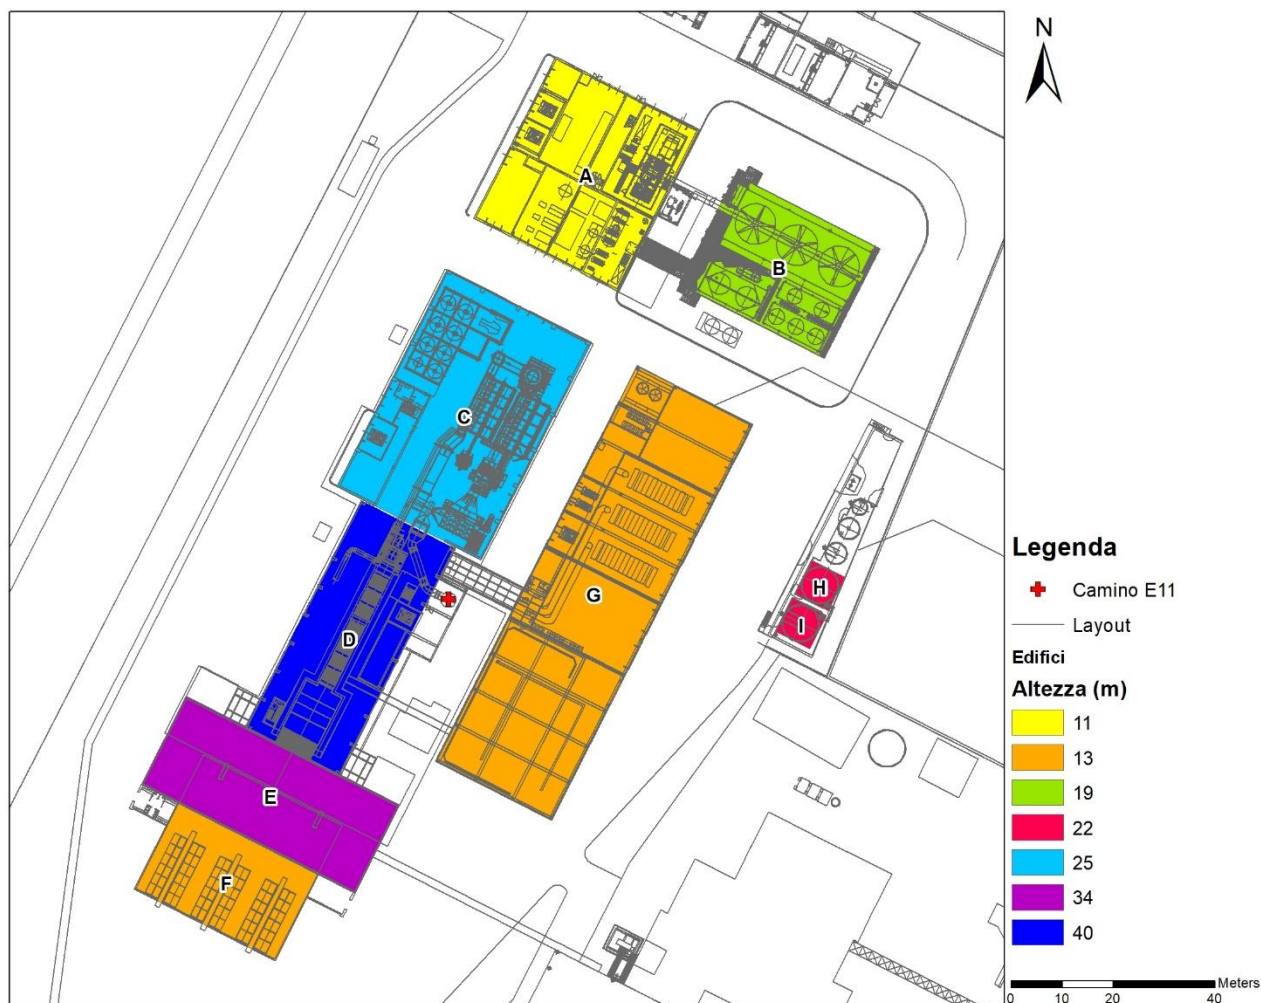 N
A
B
C
D
E
F
G
H
I
Legenda
Camino E11
Layout
Edifici
Altezza (m)
11
13
19
22
25
34
40
Meters
0 10 20 40